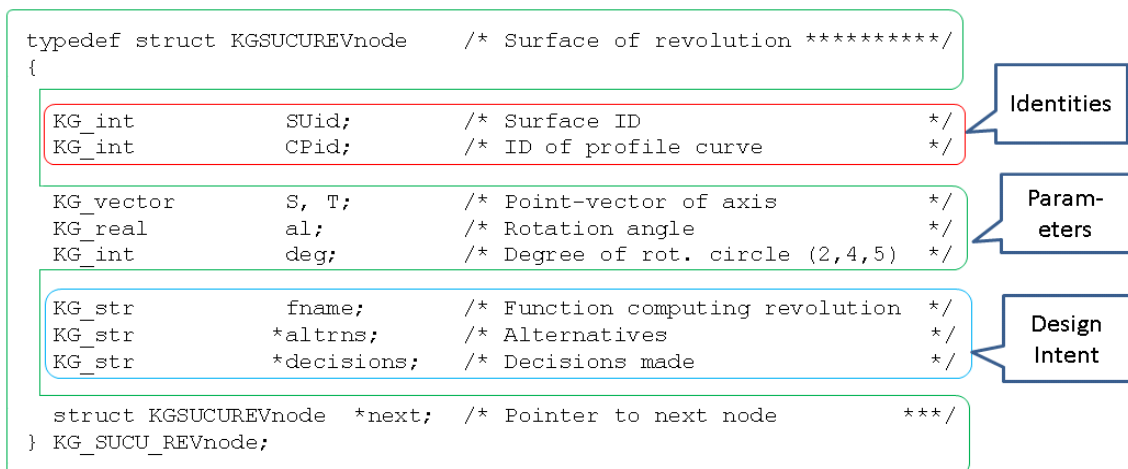 typedef struct KGSUCUREVnode /* Surface of revolution **********/
{
KG_int SUid; /* Surface ID */
KG_int CPid; /* ID of profile curve */
Identities
KG_vector S, T; /* Point-vector of axis */
KG_real al; /* Rotation angle */
KG_int deg; /* Degree of rot. circle (2,4,5) */
Param-
eters
KG_str fname; /* Function computing revolution */
KG_str *altrns; /* Alternatives */
KG_str *decisions; /* Decisions made */
Design
Intent
struct KGSUCUREVnode *next; /* Pointer to next node ***/
} KG_SUCU_REVnode;